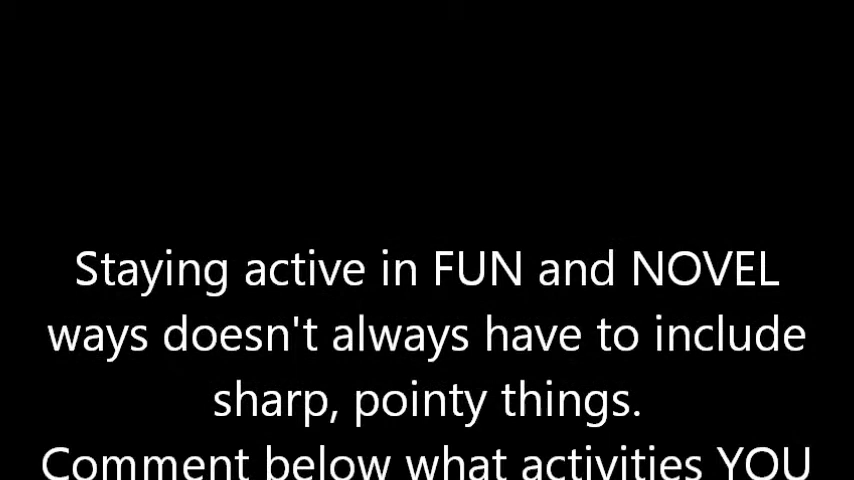 Staying active in FUN and NOVEL
ways doesn't always have to include
sharp, pointy things.
Comment below what activities YOU